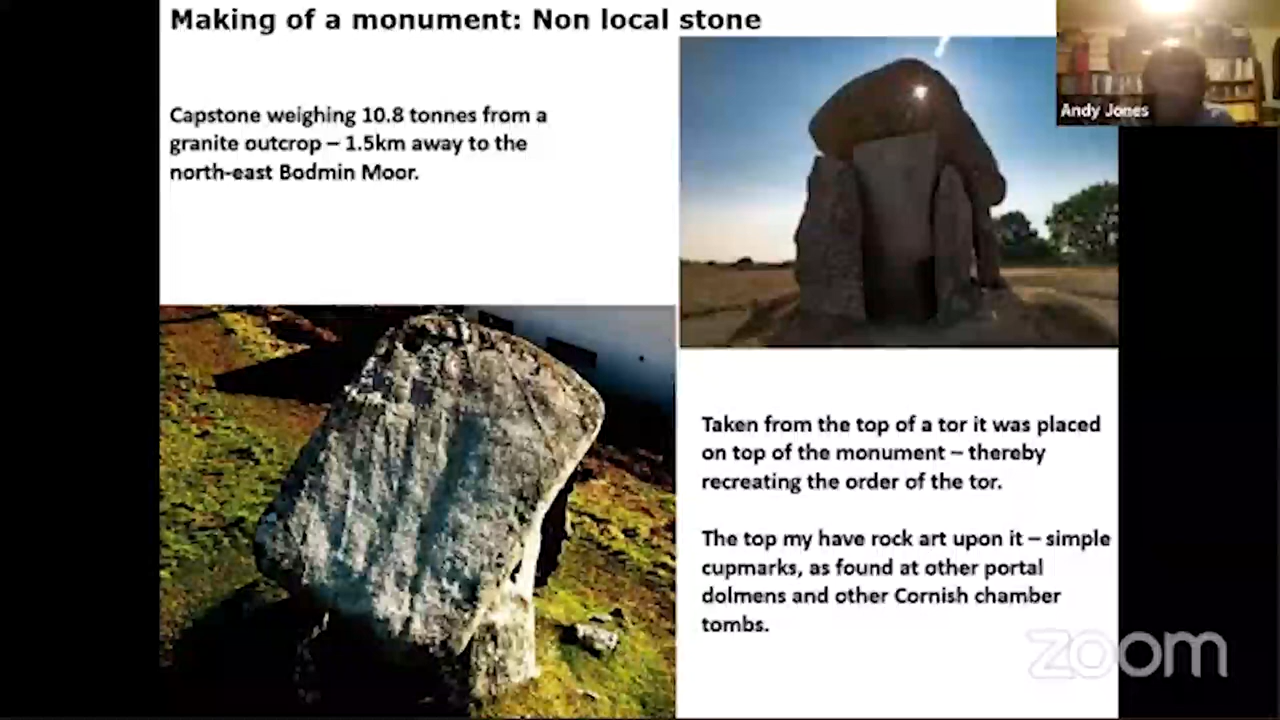 Making of a monument: Non local stone
Andy Jones
Capstone weighing 10.8 tonnes from a
granite outcrop – 1.5km away to the
north-east Bodmin Moor.
Taken from the top of a tor it was placed
on top of the monument – thereby
recreating the order of the tor.
The top my have rock art upon it – simple
cupmarks, as found at other portal
dolmens and other Cornish chamber
tombs.
zoom